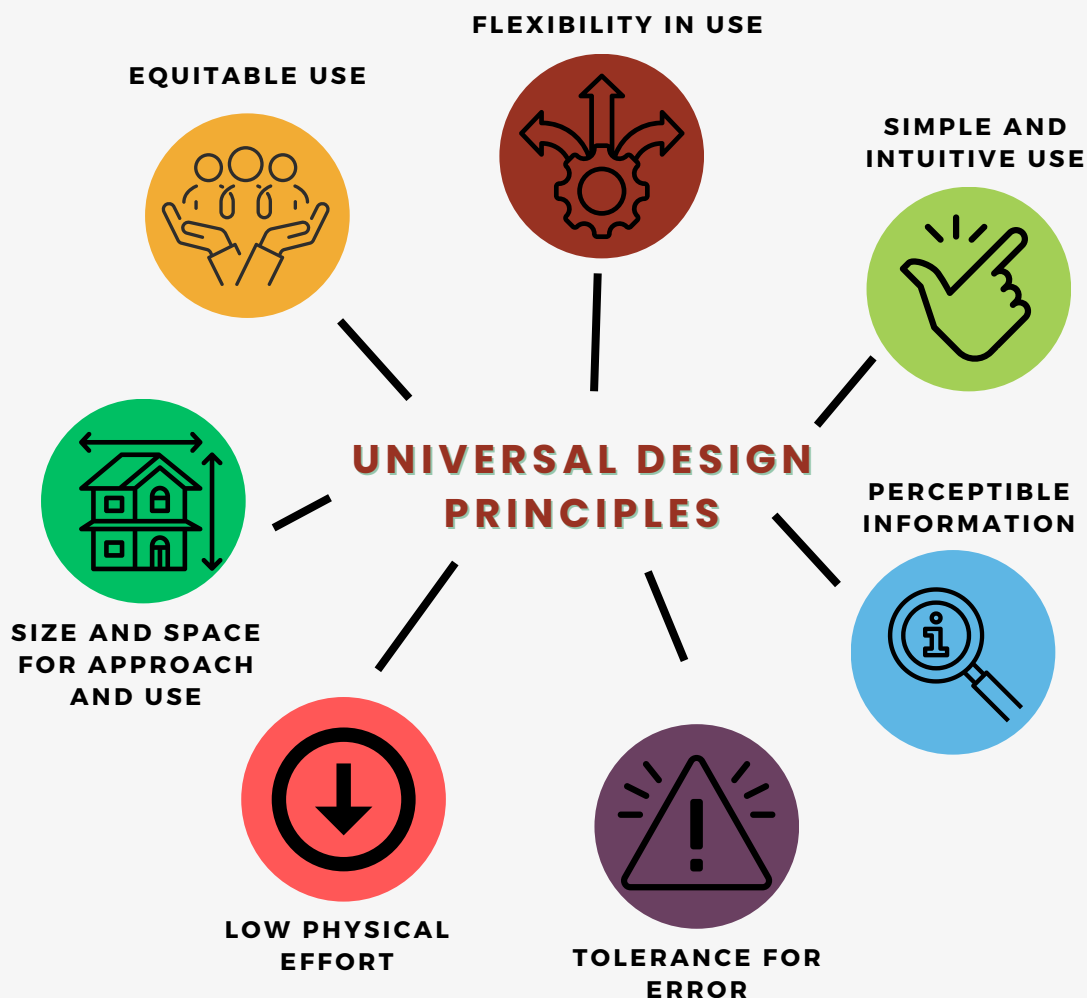 FLEXIBILITY IN USE
EQUITABLE USE
SIMPLE AND
INTUITIVE USE
UNIVERSAL DESIGN
PRINCIPLES
PERCEPTIBLE
INFORMATION
i
SIZE AND SPACE
FOR APPROACH
AND USE
LOW PHYSICAL
EFFORT
!
TOLERANCE FOR
ERROR